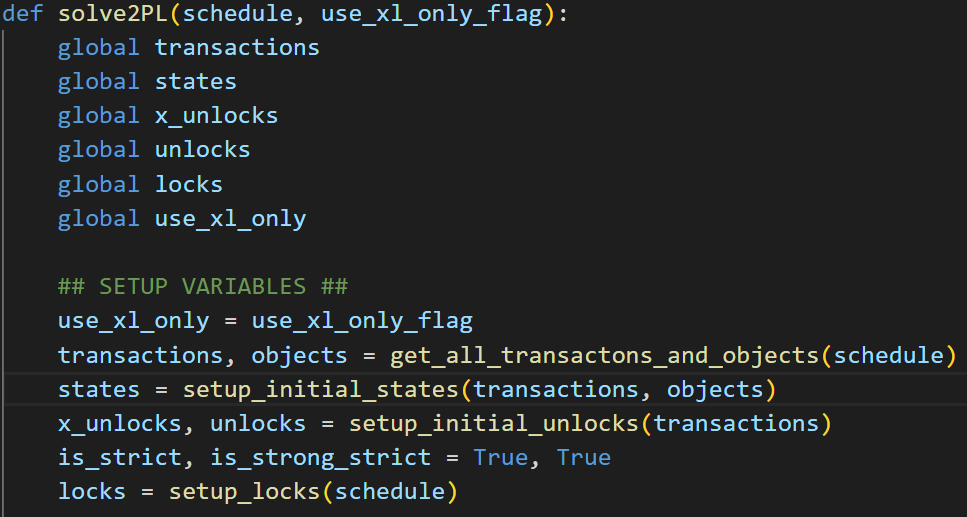 def solve2PL(schedule, use_xl_only_flag):
    global transactions
    global states
    global x_unlocks
    global unlocks
    global locks
    global use_xl_only

    ## SETUP VARIABLES ##
    use_xl_only = use_xl_only_flag
    transactions, objects = get_all_transactons_and_objects(schedule)
    states = setup_initial_states(transactions, objects)
    x_unlocks, unlocks = setup_initial_unlocks(transactions)
    is_strict, is_strong_strict = True, True
    locks = setup_locks(schedule)